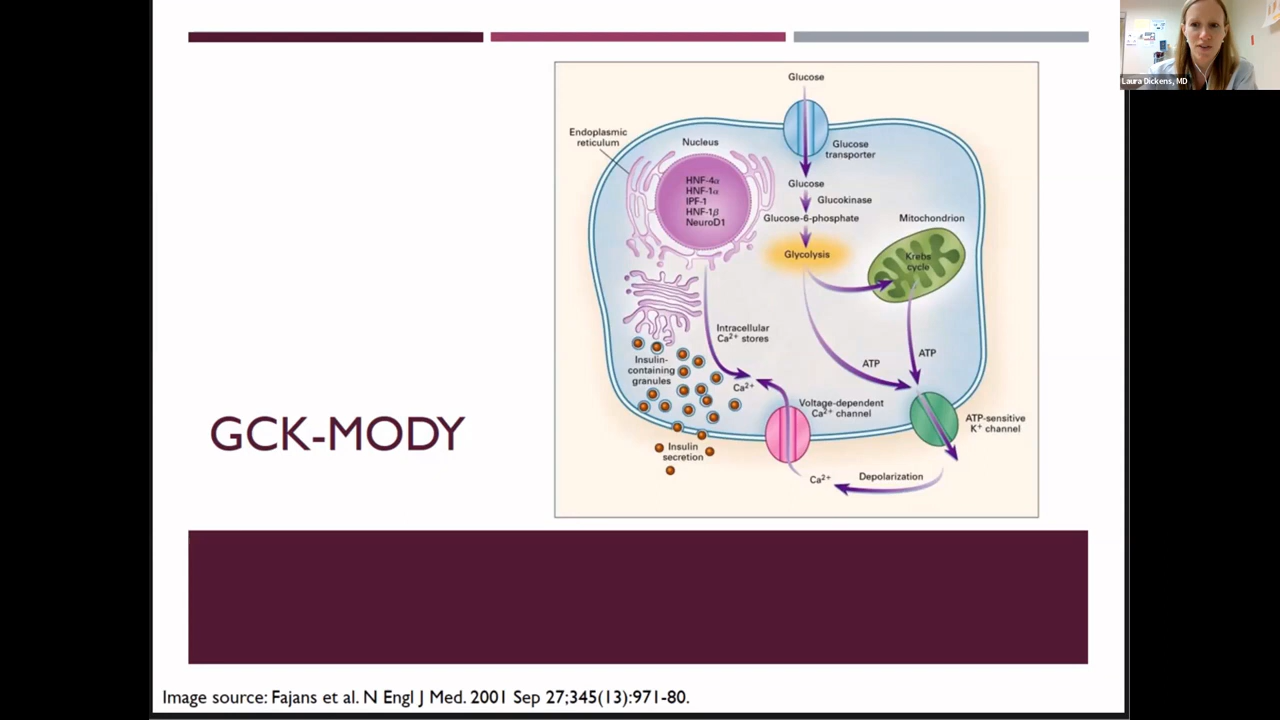 Laura Dickens, MD
Glucose
Endoplasmic
reticulum
Nucleus
Glucose
transporter
HNF-4α
HNF-1α
IPF-1
HNF-1β
NeuroD1
Glucose
Glucokinase
Glucose-6-phosphate
Mitochondrion
Glycolysis
Krebs
cycle
Intracellular
Ca²⁺ stores
Insulin-
containing
granules
ATP
ATP
Ca²⁺
Voltage-dependent
Ca²⁺ channel
ATP-sensitive
K⁺ channel
Insulin
secretion
Ca²⁺
Depolarization
GCK-MODY
Image source: Fajans et al. N Engl J Med. 2001 Sep 27;345(13):971-80.